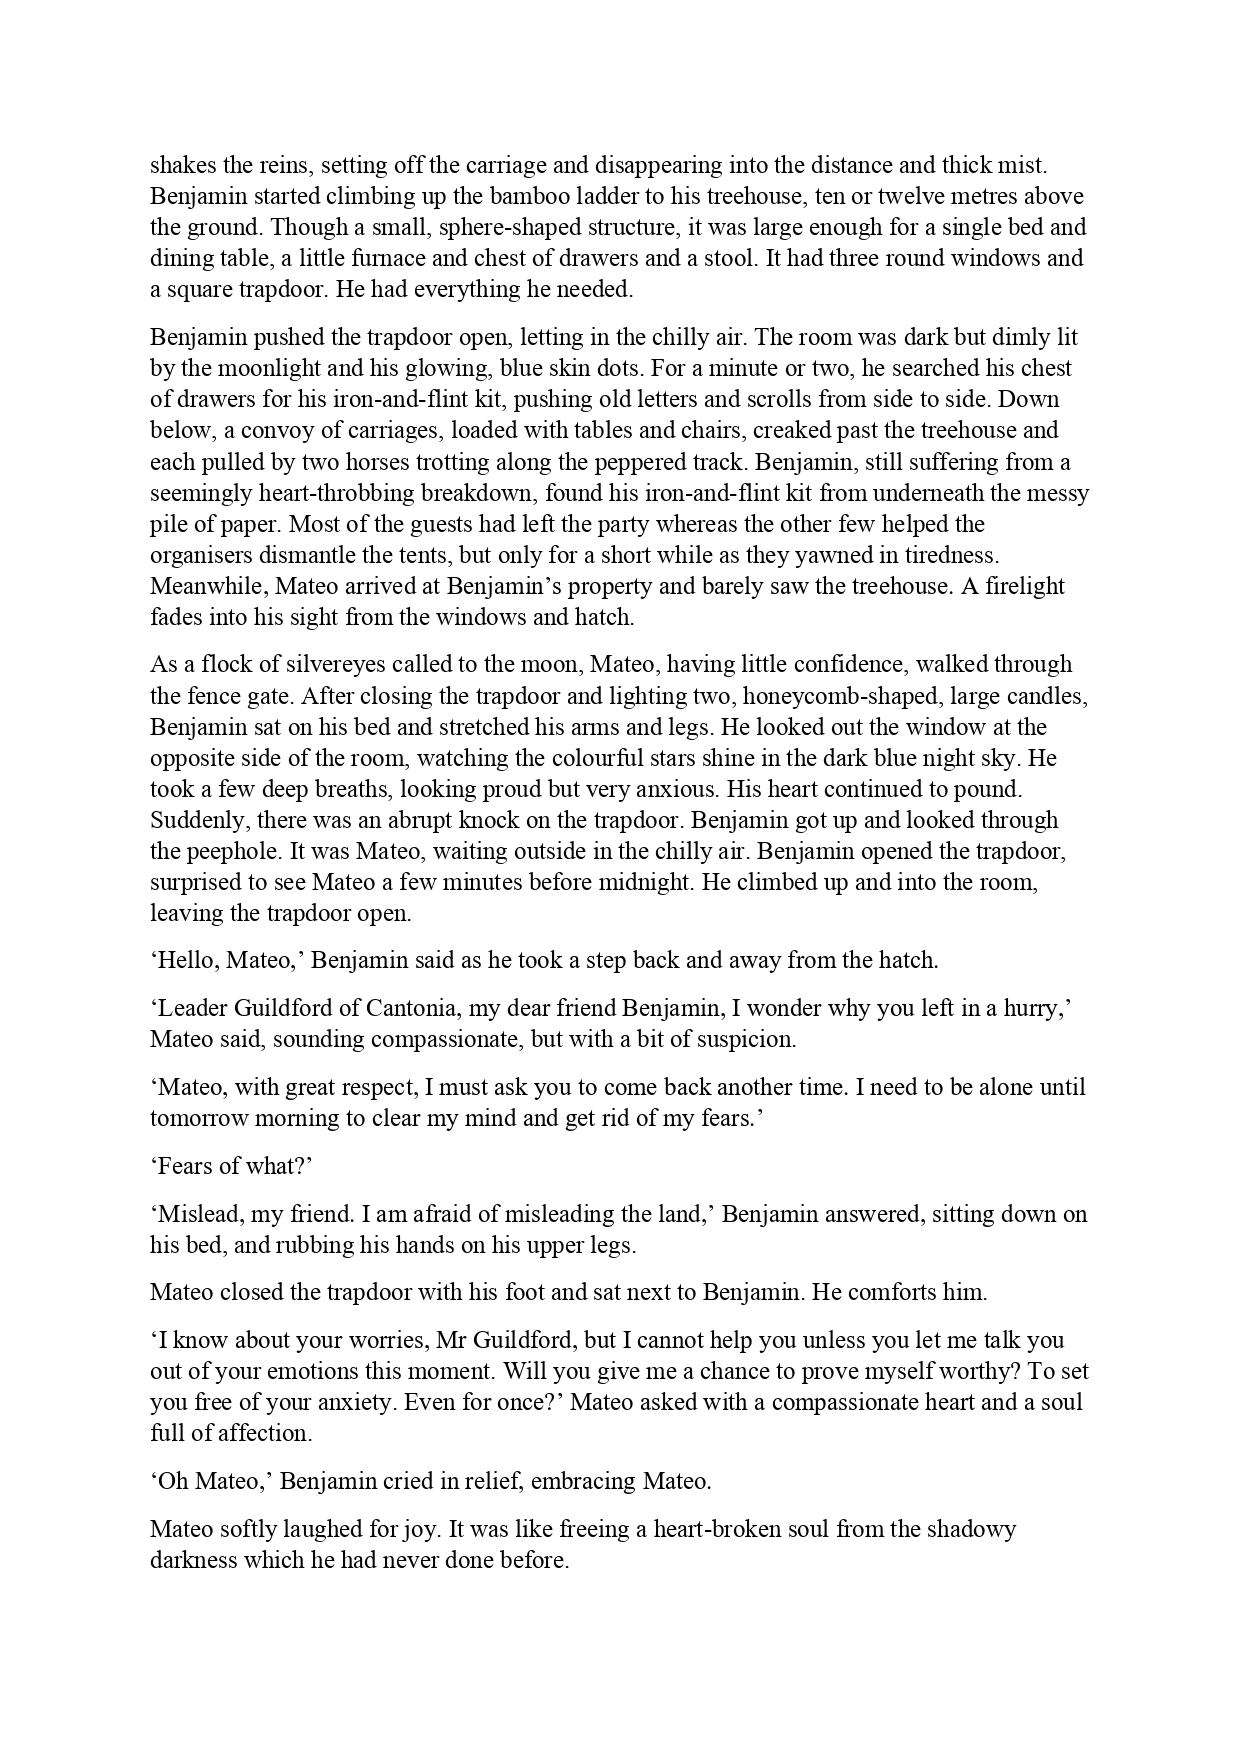 shakes the reins, setting off the carriage and disappearing into the distance and thick mist.
Benjamin started climbing up the bamboo ladder to his treehouse, ten or twelve metres above
the ground. Though a small, sphere-shaped structure, it was large enough for a single bed and
dining table, a little furnace and chest of drawers and a stool. It had three round windows and
a square trapdoor. He had everything he needed.
Benjamin pushed the trapdoor open, letting in the chilly air. The room was dark but dimly lit
by the moonlight and his glowing, blue skin dots. For a minute or two, he searched his chest
of drawers for his iron-and-flint kit, pushing old letters and scrolls from side to side. Down
below, a convoy of carriages, loaded with tables and chairs, creaked past the treehouse and
each pulled by two horses trotting along the peppered track. Benjamin, still suffering from a
seemingly heart-throbbing breakdown, found his iron-and-flint kit from underneath the messy
pile of paper. Most of the guests had left the party whereas the other few helped the
organisers dismantle the tents, but only for a short while as they yawned in tiredness.
Meanwhile, Mateo arrived at Benjamin’s property and barely saw the treehouse. A firelight
fades into his sight from the windows and hatch.
As a flock of silvereyes called to the moon, Mateo, having little confidence, walked through
the fence gate. After closing the trapdoor and lighting two, honeycomb-shaped, large candles,
Benjamin sat on his bed and stretched his arms and legs. He looked out the window at the
opposite side of the room, watching the colourful stars shine in the dark blue night sky. He
took a few deep breaths, looking proud but very anxious. His heart continued to pound.
Suddenly, there was an abrupt knock on the trapdoor. Benjamin got up and looked through
the peephole. It was Mateo, waiting outside in the chilly air. Benjamin opened the trapdoor,
surprised to see Mateo a few minutes before midnight. He climbed up and into the room,
leaving the trapdoor open.
‘Hello, Mateo,’ Benjamin said as he took a step back and away from the hatch.
‘Leader Guildford of Cantonia, my dear friend Benjamin, I wonder why you left in a hurry,’
Mateo said, sounding compassionate, but with a bit of suspicion.
‘Mateo, with great respect, I must ask you to come back another time. I need to be alone until
tomorrow morning to clear my mind and get rid of my fears.’
‘Fears of what?’
‘Mislead, my friend. I am afraid of misleading the land,’ Benjamin answered, sitting down on
his bed, and rubbing his hands on his upper legs.
Mateo closed the trapdoor with his foot and sat next to Benjamin. He comforts him.
‘I know about your worries, Mr Guildford, but I cannot help you unless you let me talk you
out of your emotions this moment. Will you give me a chance to prove myself worthy? To set
you free of your anxiety. Even for once?’ Mateo asked with a compassionate heart and a soul
full of affection.
‘Oh Mateo,’ Benjamin cried in relief, embracing Mateo.
Mateo softly laughed for joy. It was like freeing a heart-broken soul from the shadowy
darkness which he had never done before.